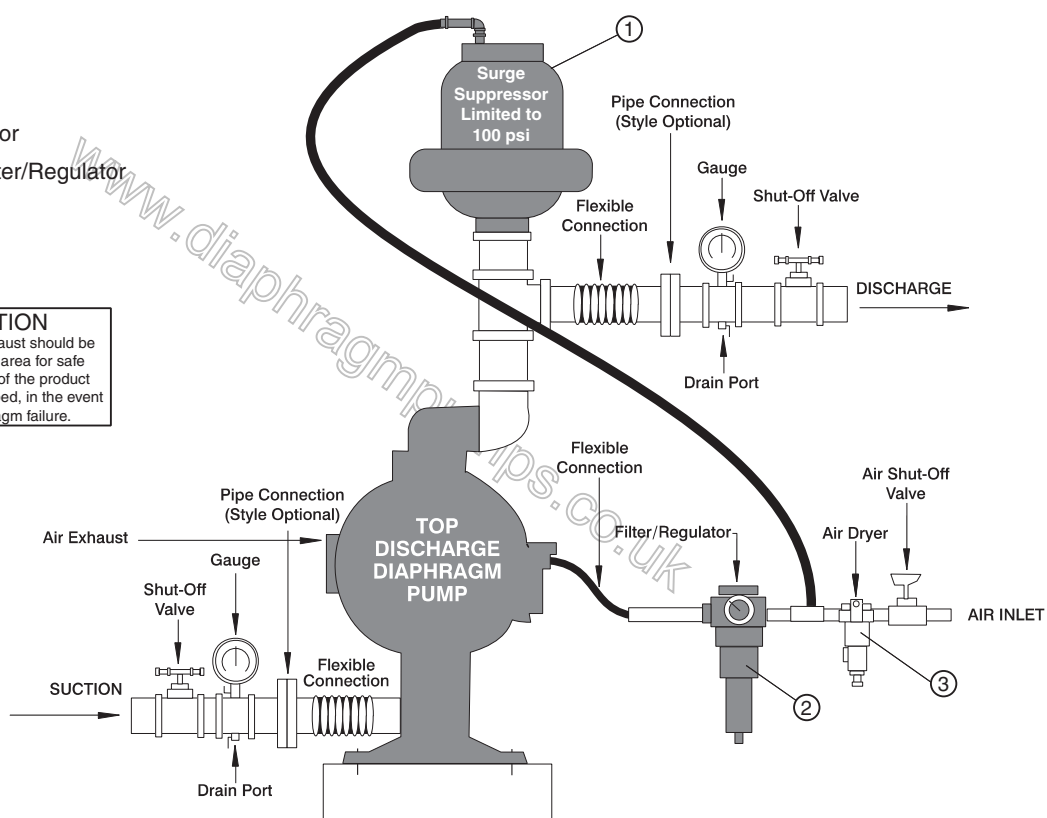 1
Surge
Suppressor
Limited to
100 psi
Pipe Connection
(Style Optional)
Gauge
Shut-Off Valve
Flexible
Connection
DISCHARGE
Drain Port
or
ter/Regulator
www.diaphragmpumps.co.uk
TION
aust should be
area for safe
of the product
ed, in the event
agm failure.
Flexible
Connection
Air Shut-Off
Valve
Pipe Connection
(Style Optional)
Air Exhaust
TOP
DISCHARGE
DIAPHRAGM
PUMP
Filter/Regulator
Air Dryer
Gauge
Shut-Off
Valve
AIR INLET
Flexible
Connection
SUCTION
2
3
Drain Port